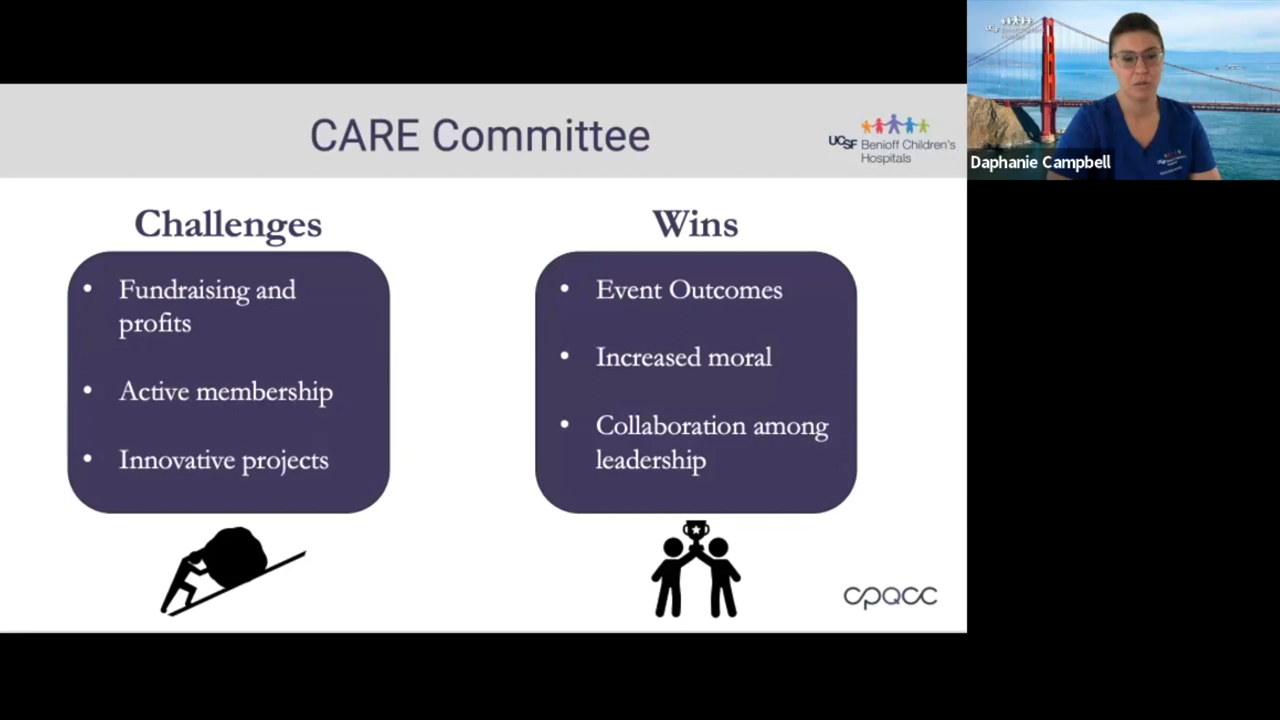 CARE Committee
UCSF Benioff Children's
Hospitals
Challenges
Wins
• Fundraising and
profits
• Active membership
• Innovative projects
• Event Outcomes
• Increased moral
• Collaboration among
leadership
cpqcc
UCSF
Daphanie Campbell